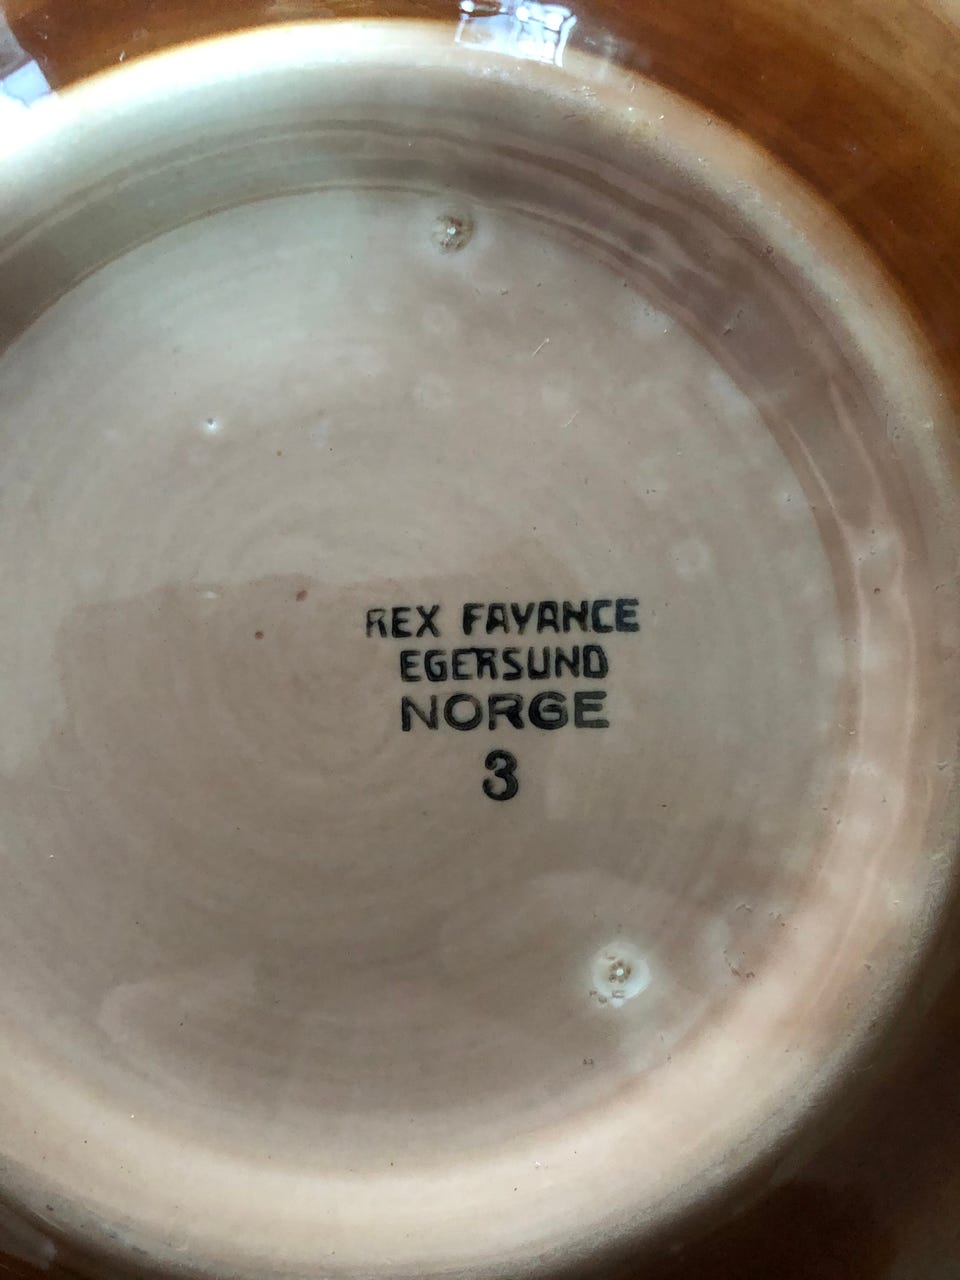 REX FAYANCE
EGERSUND
NORGE
3